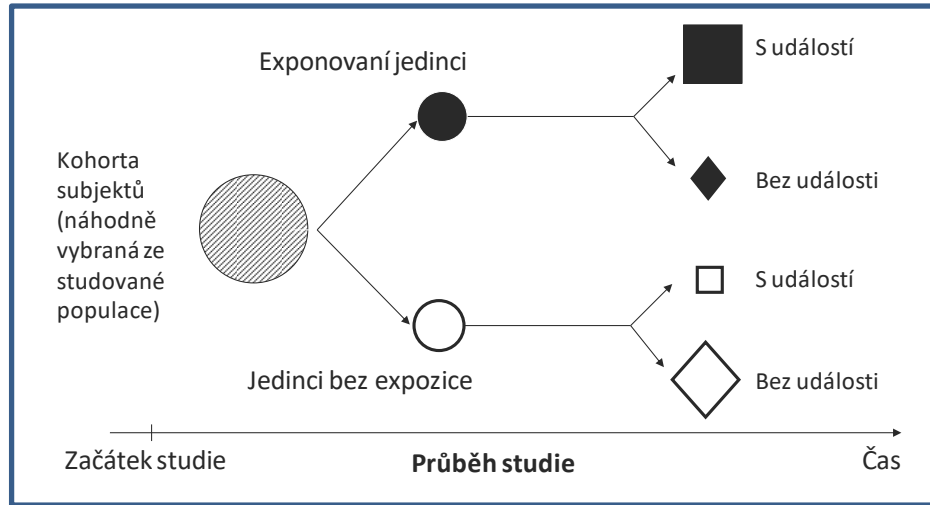 Exponovaní jedinci
S událostí
Bez události
Kohorta
subjektů
(náhodně
vybraná ze
studované
populace)
S událostí
Bez události
Jedinci bez expozice
Začátek studie
Průběh studie
Čas